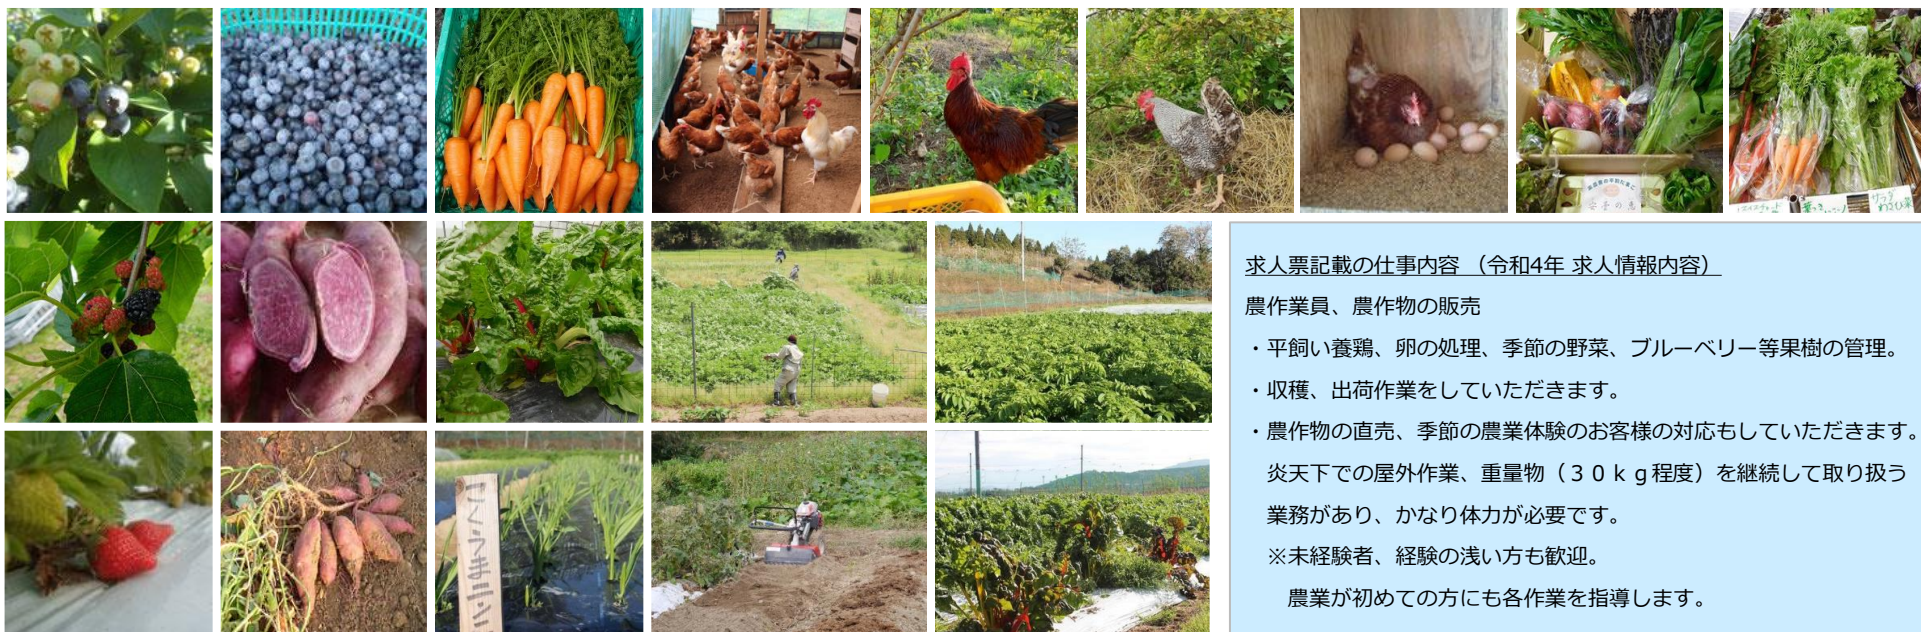 求人票記載の仕事内容 （令和4年 求人情報内容）
農作業員、農作物の販売
・平飼い養鶏、卵の処理、季節の野菜、ブルーベリー等果樹の管理。
・収穫、出荷作業をしていただきます。
・農作物の直売、季節の農業体験のお客様の対応もしていただきます。
炎天下での屋外作業、重量物（３０ｋｇ程度）を継続して取り扱う
業務があり、かなり体力が必要です。
※未経験者、経験の浅い方も歓迎。
農業が初めての方にも各作業を指導します。